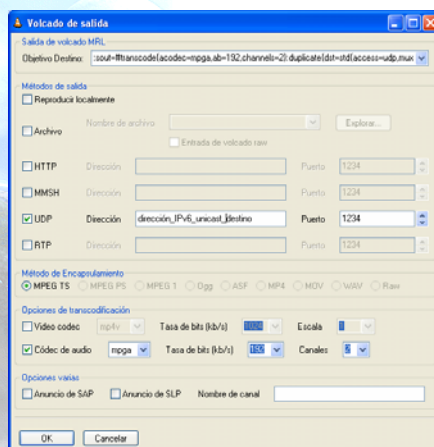 Volcado de salida
Salida de volcado MRL
Objetivo Destino: :sout=#transcode{acodec=mpga,ab=192,channels=2}:duplicate{dst=std{access=udp,mux
Métodos de salida
Reproducir localmente
Archivo Nombre de archivo Explorar...
Entrada de volcado raw
HTTP Dirección Puerto 1234
MMSH Dirección Puerto 1234
UDP Dirección dirección_IPv6_unicast_destino Puerto 1234
RTP Dirección Puerto 1234
Método de Encapsulamiento
MPEG TS MPEG PS MPEG 1 Ogg ASF MP4 MOV WAV Raw
Opciones de transcodificación
Video codec mp4v Tasa de bits (kb/s) 1024 Escala 1
Códec de audio mpga Tasa de bits (kb/s) 192 Canales 2
Opciones varias
Anuncio de SAP Anuncio de SLP Nombre de canal
OK Cancelar